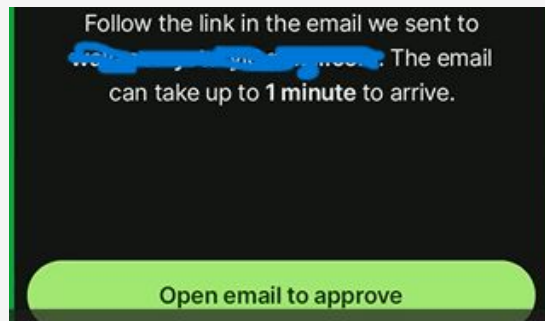 Follow the link in the email we sent to
. The email
can take up to 1 minute to arrive.
Open email to approve